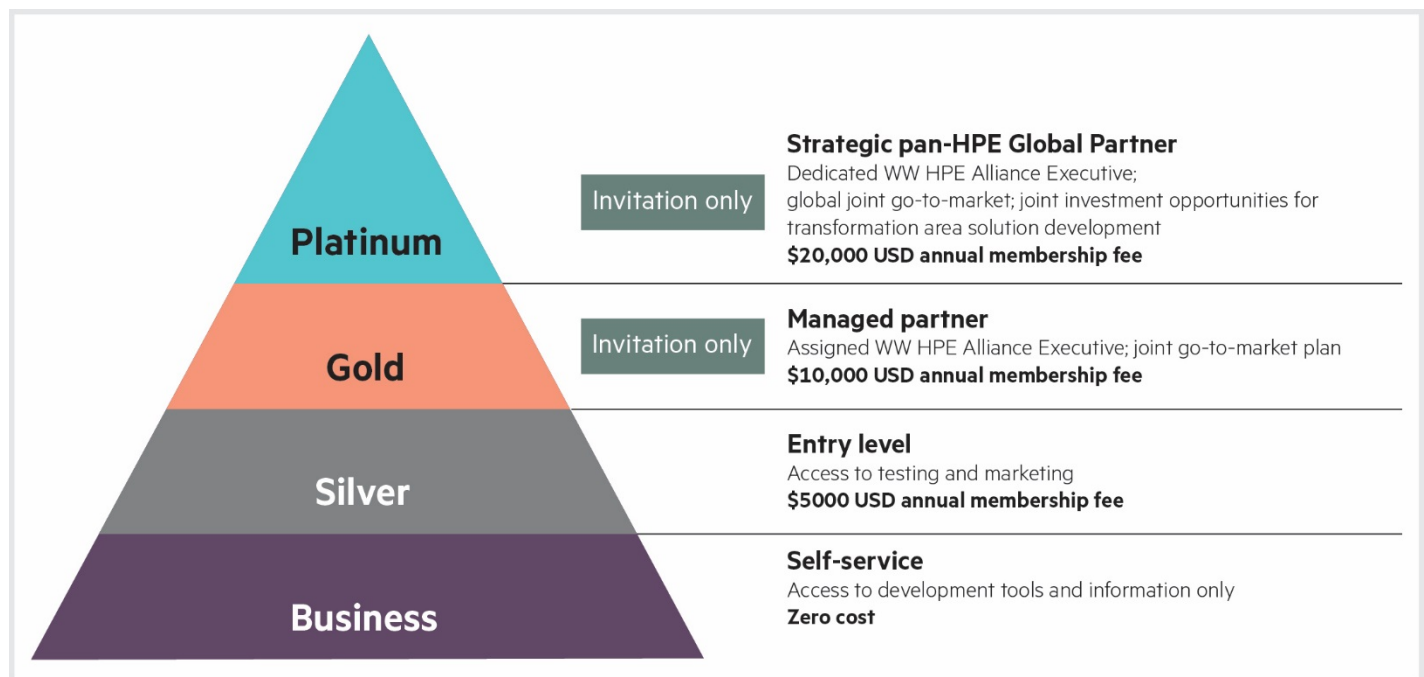 Platinum
Invitation only
Strategic pan-HPE Global Partner
Dedicated WW HPE Alliance Executive;
global joint go-to-market; joint investment opportunities for
transformation area solution development
$20,000 USD annual membership fee
Gold
Invitation only
Managed partner
Assigned WW HPE Alliance Executive; joint go-to-market plan
$10,000 USD annual membership fee
Silver
Entry level
Access to testing and marketing
$5000 USD annual membership fee
Business
Self-service
Access to development tools and information only
Zero cost